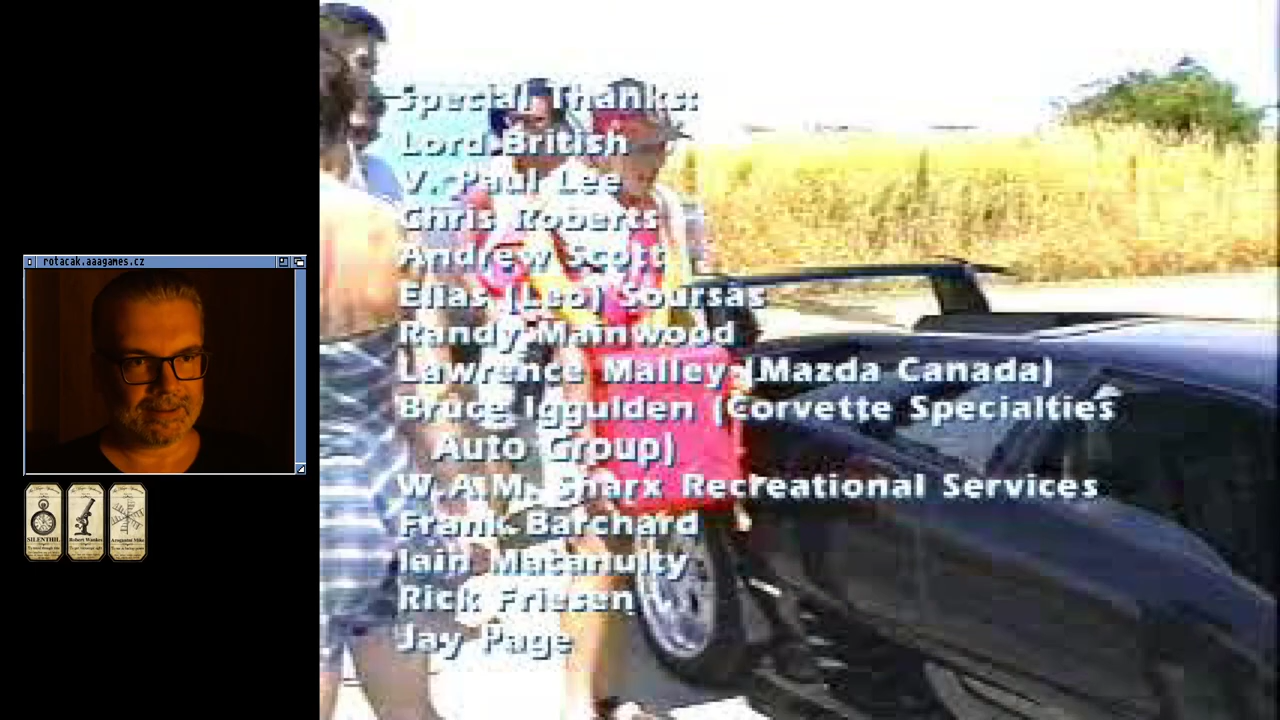 Special Thanks:
Lord British
V. Paul Lee
Chris Roberts
Andrew Scott
Elias (Leo) Soursas
Randy Mainwood
Lawrence Malley (Mazda Canada)
Bruce Iggulden (Corvette Specialties
Auto Group)
W.A.M. Sharx Recreational Services
Frank Barchard
Iain Macanulty
Rick Friesen
Jay Page
rotacak.aaagames.cz
SILENTHIL